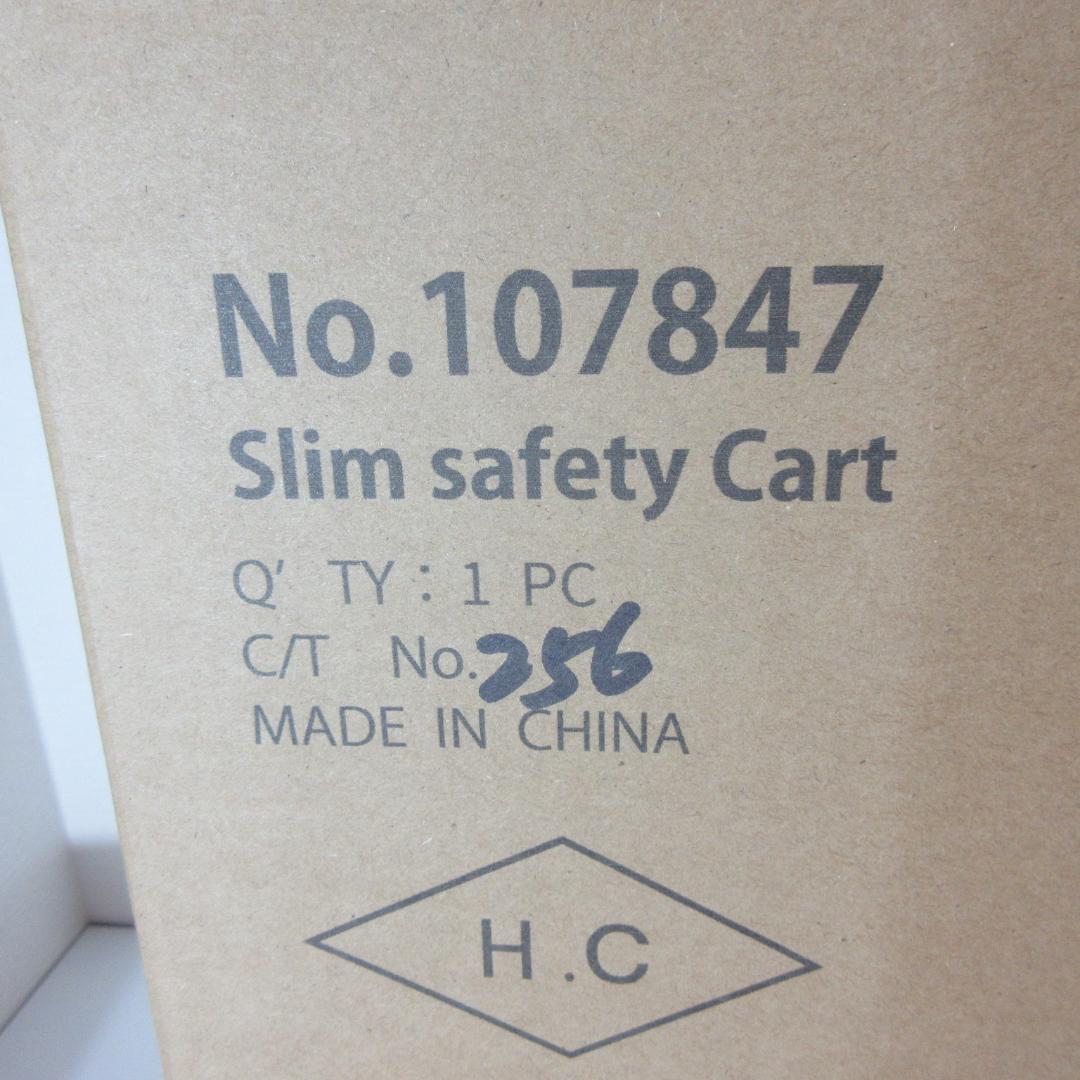 No.107847
Slim safety Cart
Q' TY : 1 PC
C/T No.256
MADE IN CHINA
H.C